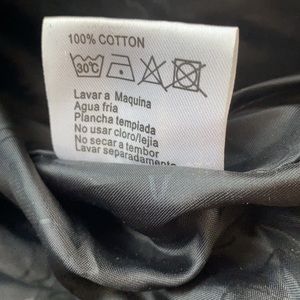 100% COTTON
30°C
Lavar a Maquina
Agua fria
Plancha templada
No usar cloro/lejia
No secar a tembor
Lavar separadamente